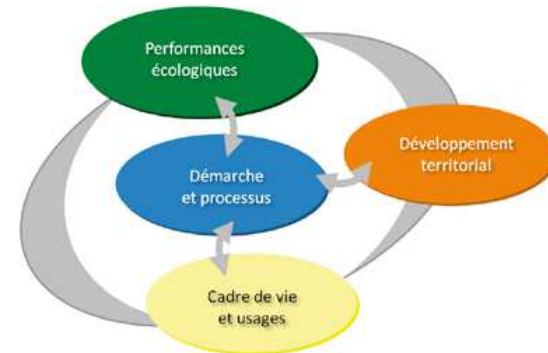 Performances
écologiques
Développement
territorial
Démarche
et processus
Cadre de vie
et usages